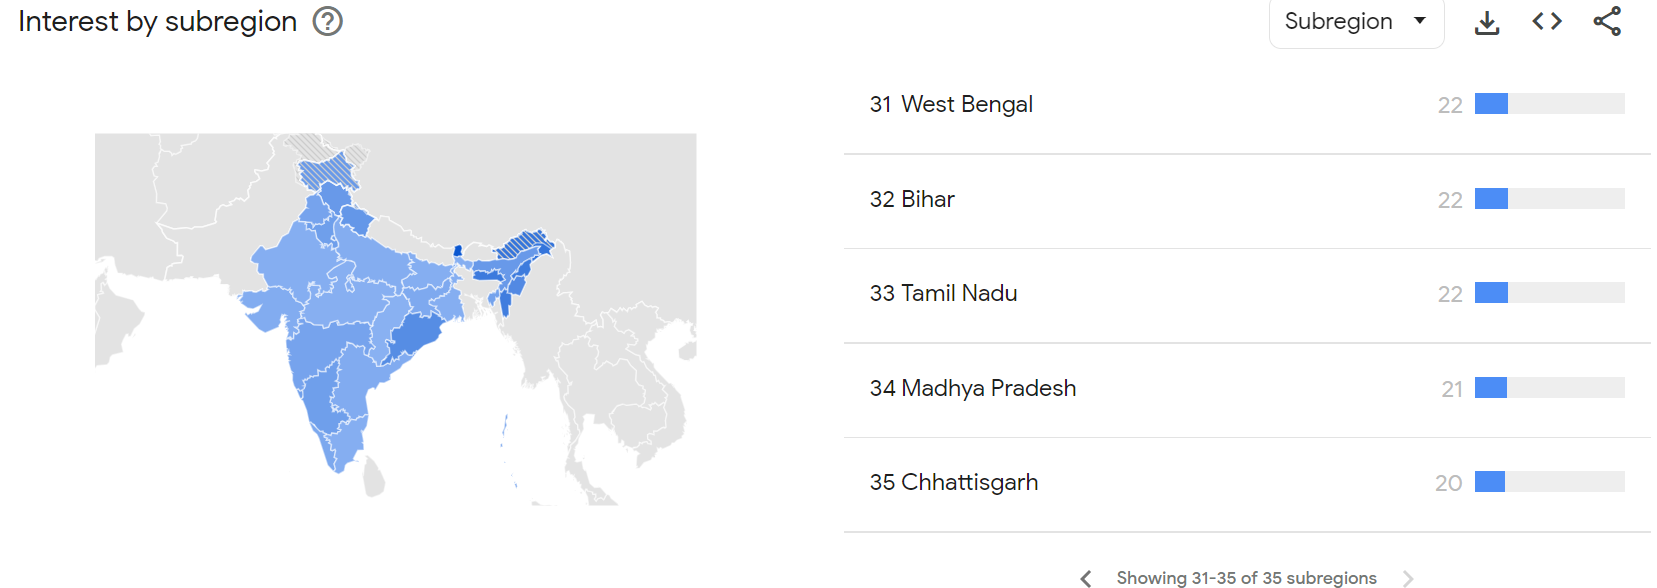 Interest by subregion ?
Subregion
31 West Bengal 22
32 Bihar 22
33 Tamil Nadu 22
34 Madhya Pradesh 21
35 Chhattisgarh 20
Showing 31-35 of 35 subregions